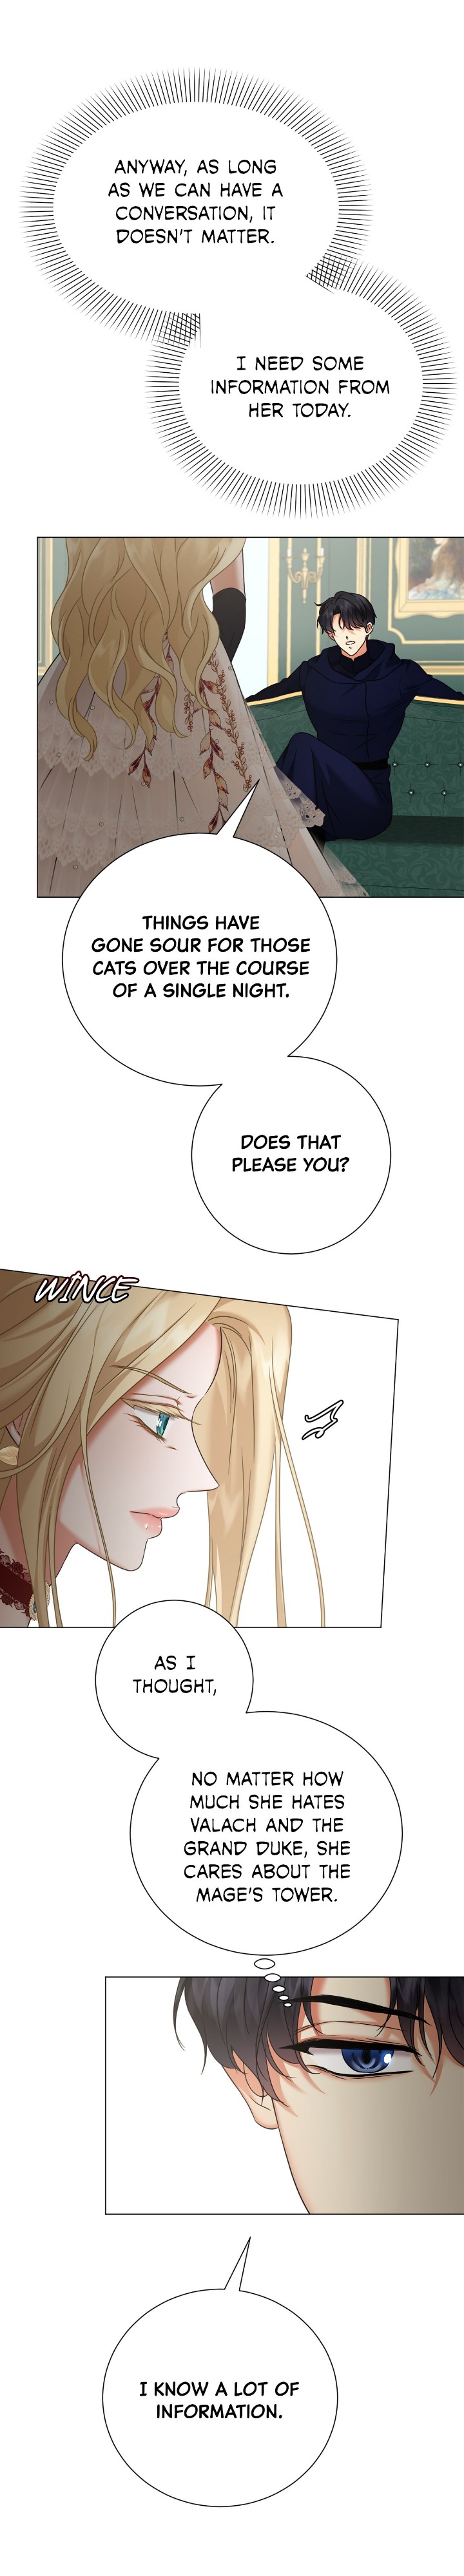 ANYWAY, AS LONG
AS WE CAN HAVE A
CONVERSATION, IT
DOESN'T MATTER.
I NEED SOME
INFORMATION FROM
HER TODAY.
THINGS HAVE
GONE SOUR FOR THOSE
CATS OVER THE COURSE
OF A SINGLE NIGHT.
DOES THAT
PLEASE YOU?
WINCE
AS I
THOUGHT,
NO MATTER HOW
MUCH SHE HATES
VALACH AND THE
GRAND DUKE, SHE
CARES ABOUT THE
MAGE'S TOWER.
I KNOW A LOT OF
INFORMATION.